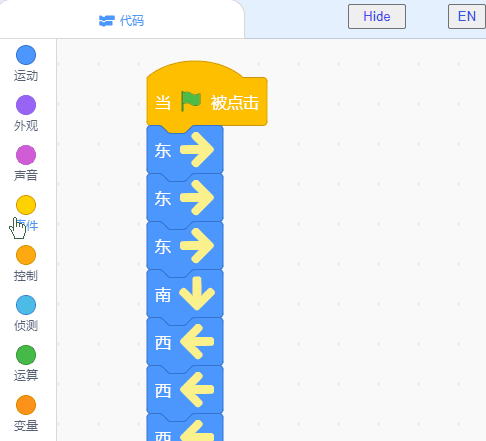 代码
Hide
EN
运动
外观
声音
事件
控制
侦测
运算
变量
当 被点击
东
东
东
南
西
西
西